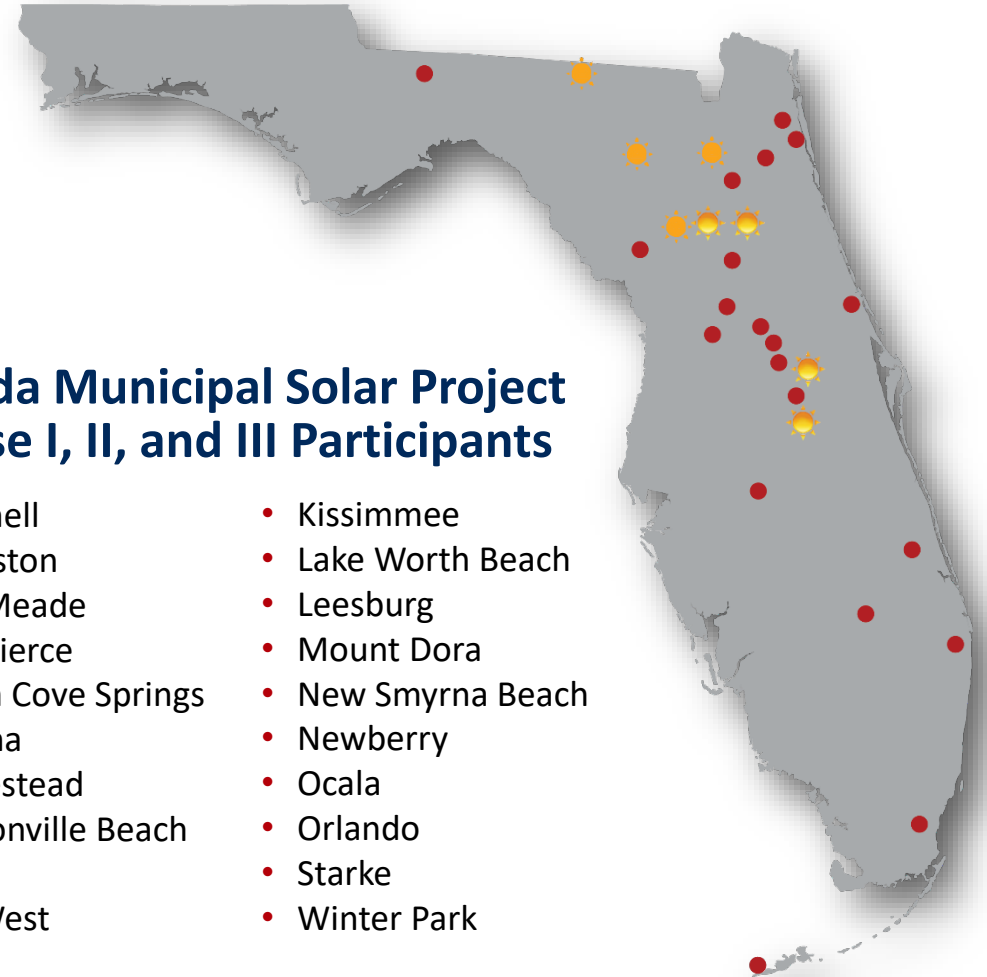 da Municipal Solar Project
se I, II, and III Participants
ell
ston
Meade
ierce
Cove Springs
na
stead
onville Beach
Vest
• Kissimmee
• Lake Worth Beach
• Leesburg
• Mount Dora
• New Smyrna Beach
• Newberry
• Ocala
• Orlando
• Starke
• Winter Park